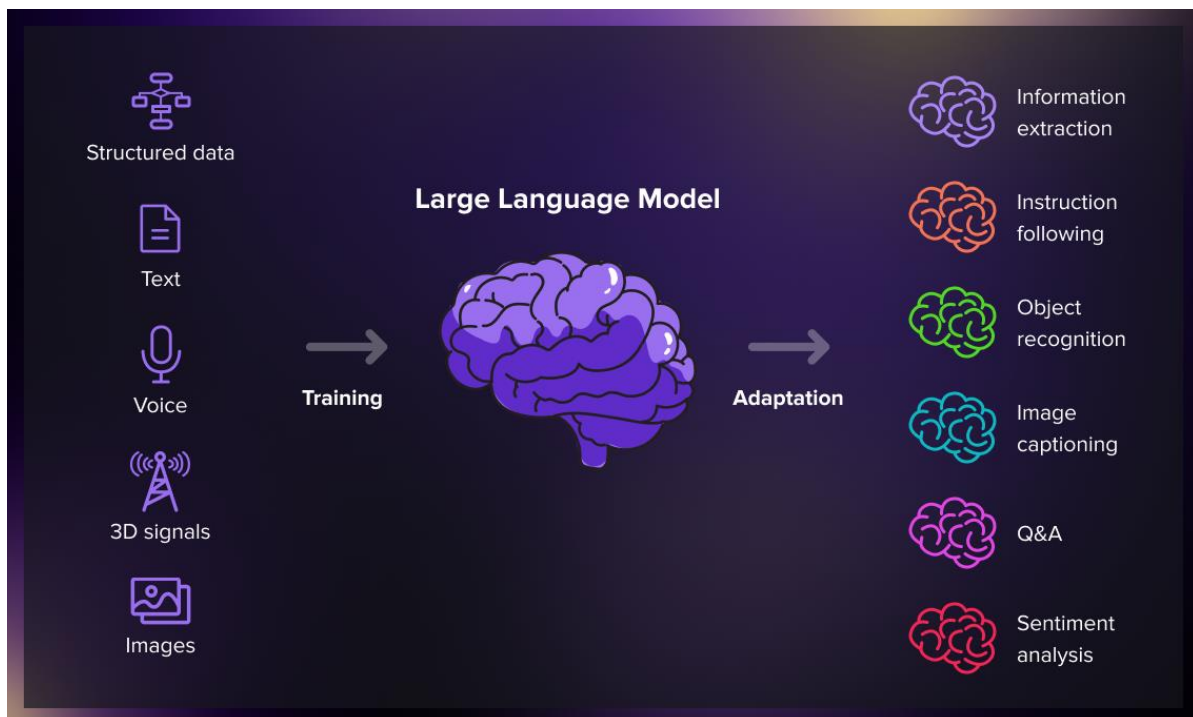 Structured data
Text
Voice
3D signals
Images
Training
Large Language Model
Adaptation
Information
extraction
Instruction
following
Object
recognition
Image
captioning
Q&A
Sentiment
analysis